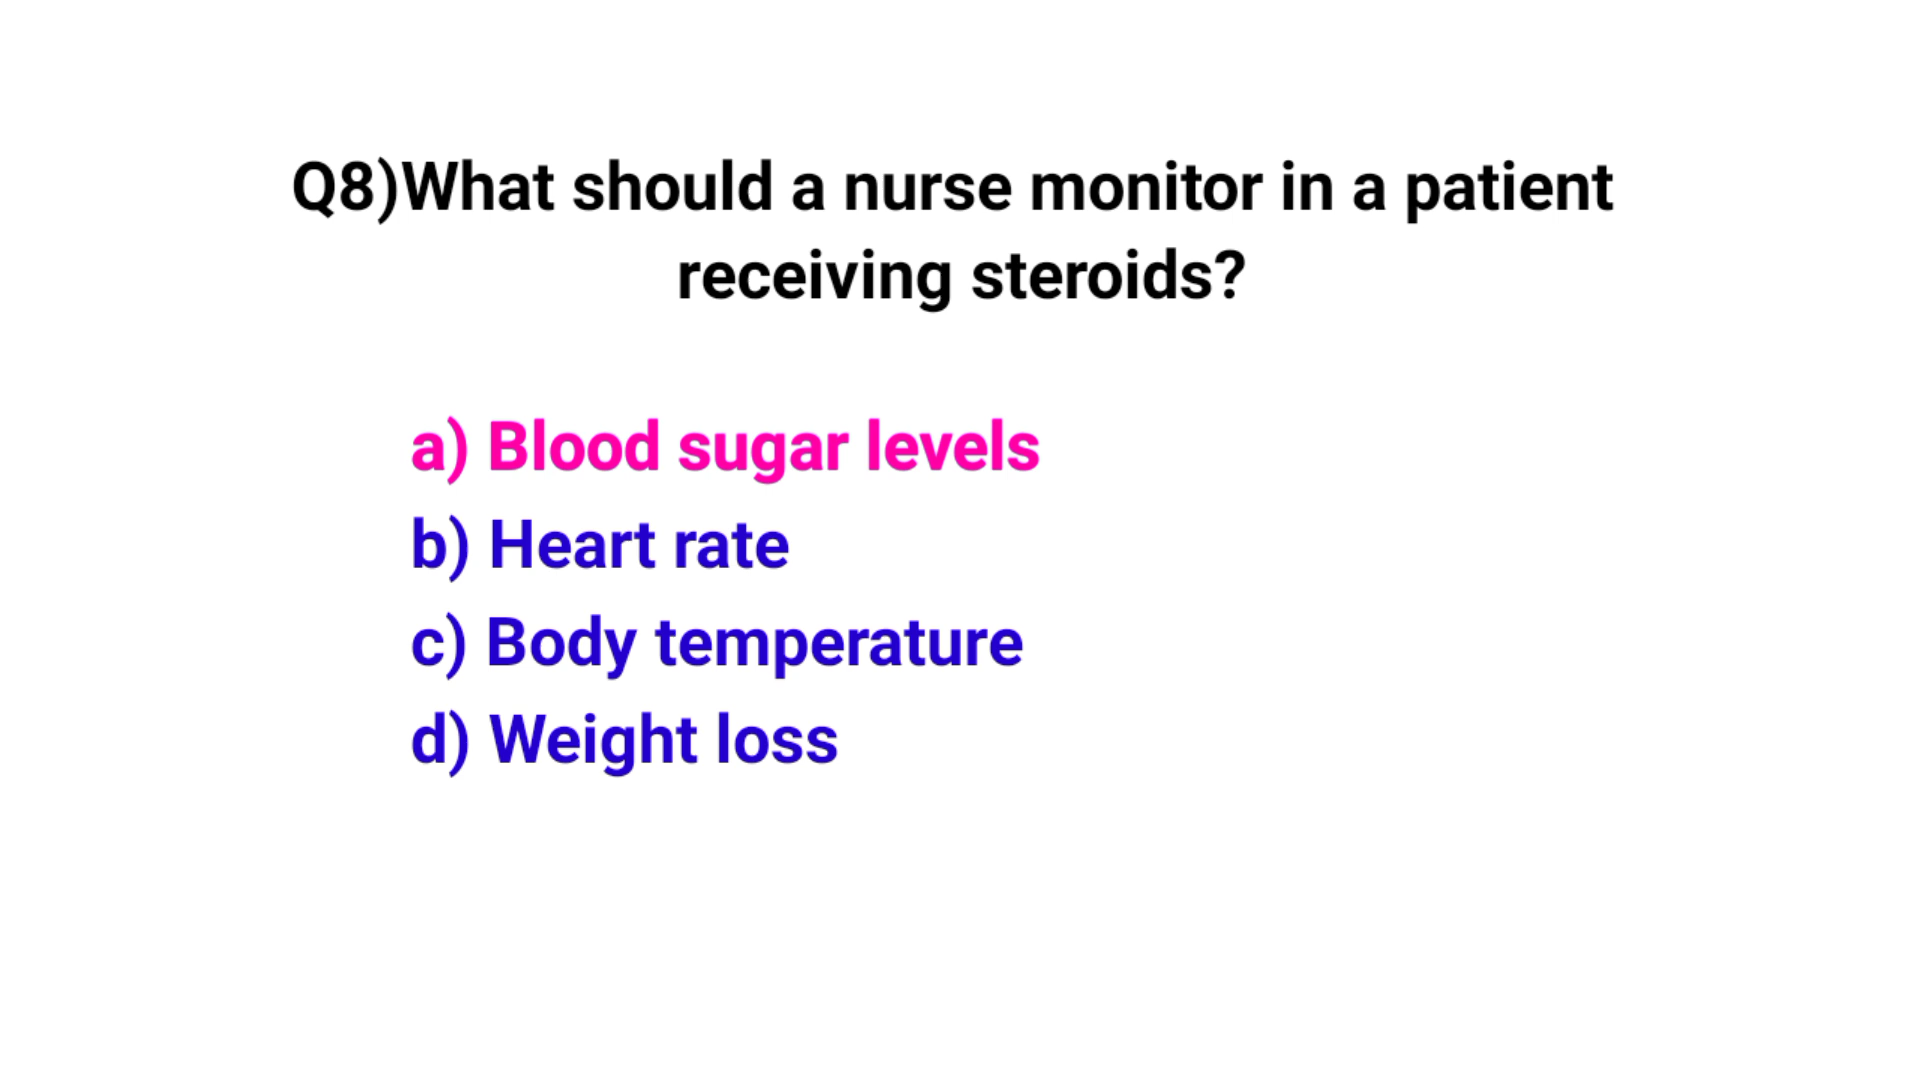 Q8)What should a nurse monitor in a patient
receiving steroids?
a) Blood sugar levels
b) Heart rate
c) Body temperature
d) Weight loss